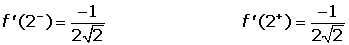 f'(2⁻) = -1/(2√2)    f'(2⁺) = -1/(2√2)